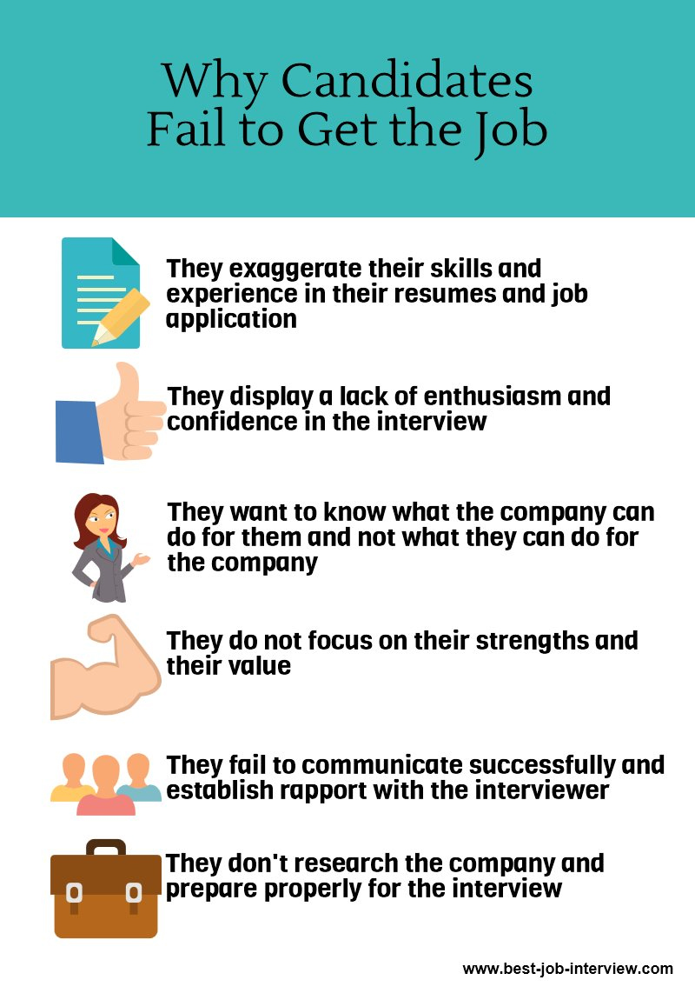 Why Candidates
Fail to Get the Job
They exaggerate their skills and
experience in their resumes and job
application
They display a lack of enthusiasm and
confidence in the interview
They want to know what the company can
do for them and not what they can do for
the company
They do not focus on their strengths and
their value
They fail to communicate successfully and
establish rapport with the interviewer
They don't research the company and
prepare properly for the interview
www.best-job-interview.com